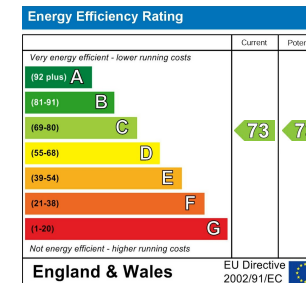 Energy Efficiency Rating
Current Poten
Very energy efficient - lower running costs
(92 plus) A
(81-91) B
(69-80) C 73 7
(55-68) D
(39-54) E
(21-38) F
(1-20) G
Not energy efficient - higher running costs
England & Wales
EU Directive
2002/91/EC